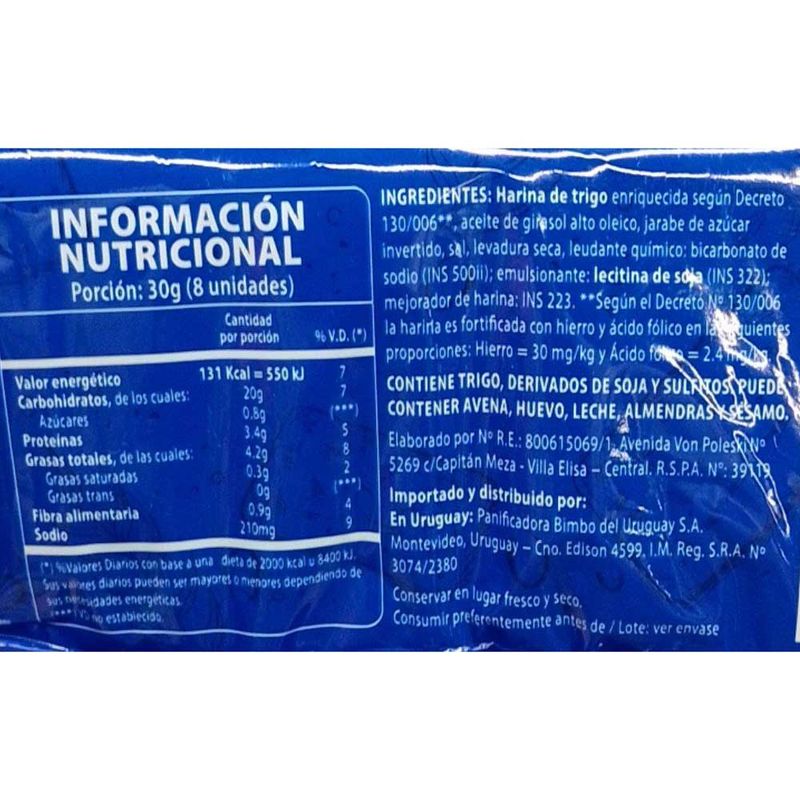 INFORMACIÓN
NUTRICIONAL
Porción: 30g (8 unidades)
Cantidad
por porción
% V.D. (*)
Valor energético 131 Kcal = 550 kJ 7
Carbohidratos, de los cuales: 20g 7
Azúcares 0.8g (***)
Proteínas 3.4g 5
Grasas totales, de las cuales: 4.2g 8
Grasas saturadas 0.3g 2
Grasas trans 0g (***)
Fibra alimentaria 0.9g 4
Sodio 210mg 9
(*) %Valores Diarios con base a una dieta de 2000 kcal u 8400 kJ.
Sus valores diarios pueden ser mayores o menores dependiendo de
sus necesidades energéticas.
no establecido.
INGREDIENTES: Harina de trigo enriquecida según Decreto
130/006**, aceite de girasol alto oleico, jarabe de azúcar
invertido, sal, levadura seca, leudante químico: bicarbonato de
sodio (INS 500ii); emulsionante: lecitina de soja (INS 322);
mejorador de harina: INS 223. **Según el Decreto Nº 130/006
la harina es fortificada con hierro y ácido fólico en las siguientes
proporciones: Hierro = 30 mg/kg y Ácido fólico = 2.4 mg/kg.
CONTIENE TRIGO, DERIVADOS DE SOJA Y SULFITOS, PUEDE
CONTENER AVENA, HUEVO, LECHE, ALMENDRAS Y SÉSAMO.
Elaborado por Nº R.E.: 800615069/1, Avenida Von Poleski Nº
5269 c/Capitán Meza - Villa Elisa – Central. R.S.P.A. Nº: 39119
Importado y distribuido por:
En Uruguay: Panificadora Bimbo del Uruguay S.A.
Montevideo, Uruguay – Cno. Edison 4599, I.M. Reg. S.R.A. Nº
3074/2380
Conservar en lugar fresco y seco.
Consumir preferentemente antes de / Lote: ver envase